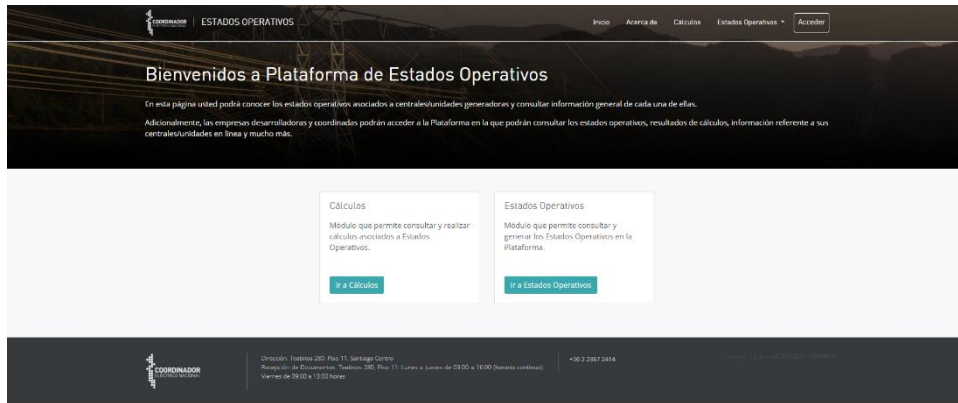 COORDINADOR
ELÉCTRICO NACIONAL
ESTADOS OPERATIVOS
Inicio Acerca de Cálculos Estados Operativos Acceder
Bienvenidos a Plataforma de Estados Operativos
En esta página usted podrá conocer los estados operativos asociados a centrales/unidades generadoras y consultar información general de cada una de ellas.
Adicionalmente, las empresas desarrolladoras y coordinadas podrán acceder a la Plataforma en la que podrán consultar los estados operativos, resultados de cálculos, información referente a sus
centrales/unidades en línea y mucho más.
Cálculos
Módulo que permite consultar y realizar
cálculos asociados a Estados
Operativos.
Ir a Cálculos
Estados Operativos
Módulo que permite consultar y
generar los Estados Operativos en la
Plataforma.
Ir a Estados Operativos
COORDINADOR
ELÉCTRICO NACIONAL
Dirección: Teatinos 280, Piso 11, Santiago Centro
Recepción de Documentos: Teatinos 280, Piso 11. Lunes a Jueves de 09:00 a 16:00 (horario continuo).
Viernes de 09:00 a 13:00 horas
+56 2 2367 2414